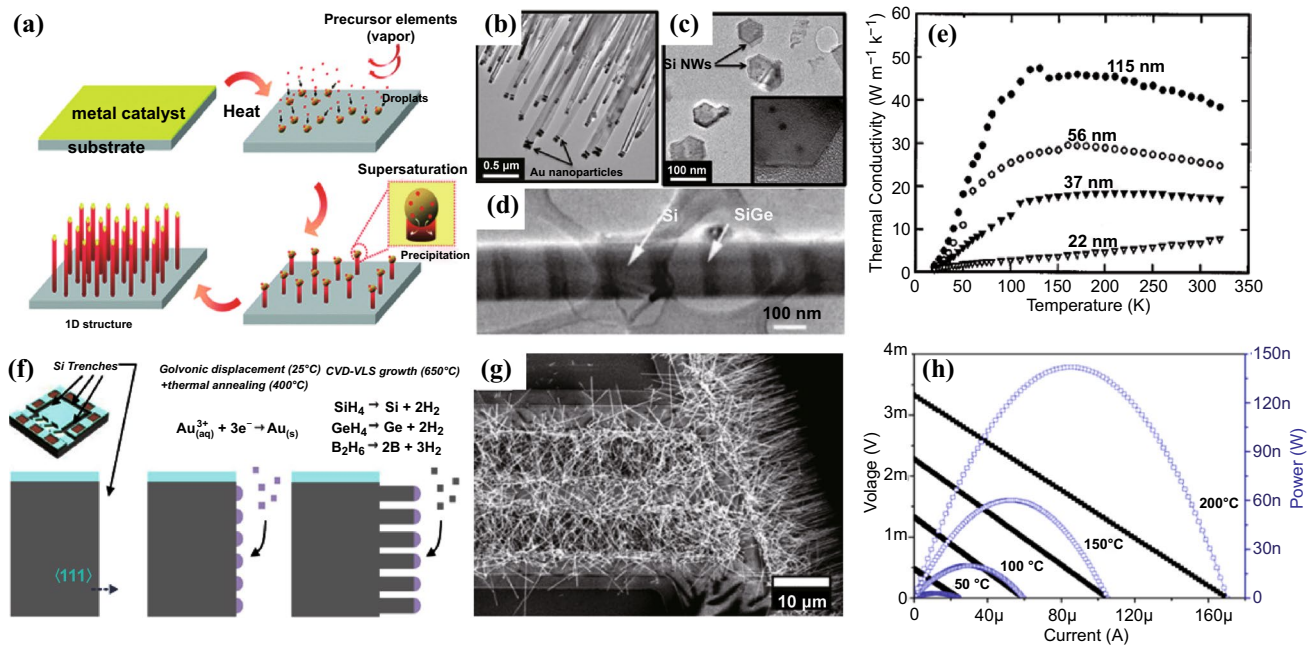 (a)
Precursor elements
(vapor)
Droplats
metal catalyst
substrate
Heat
Supersaturation
Precipitation
1D structure
(b)
0.5 μm
Au nanoparticles
(c)
Si NWs
100 nm
(d)
Si
SiGe
100 nm
(e)
Thermal Conductivity (W m⁻¹ k⁻¹)
60
50
40
30
20
10
0
115 nm
56 nm
37 nm
22 nm
0 50 100 150 200 250 300 350
Temperature (K)
(f)
Si Trenches
Golvonic displacement (25°C)
+thermal annealing (400°C)
Au³⁺(aq) + 3e⁻→Au(s)
CVD-VLS growth (650°C)
SiH₄→ Si + 2H₂
GeH₄→ Ge + 2H₂
B₂H₆→ 2B + 3H₂
⟨111⟩
(g)
10 μm
(h)
Volage (V)
4m
3m
2m
1m
0
50 °C
100 °C
150°C
200°C
0 40μ 80μ 120μ 160μ
Current (A)
150n
120n
90n
60n
30n
0
Power (W)